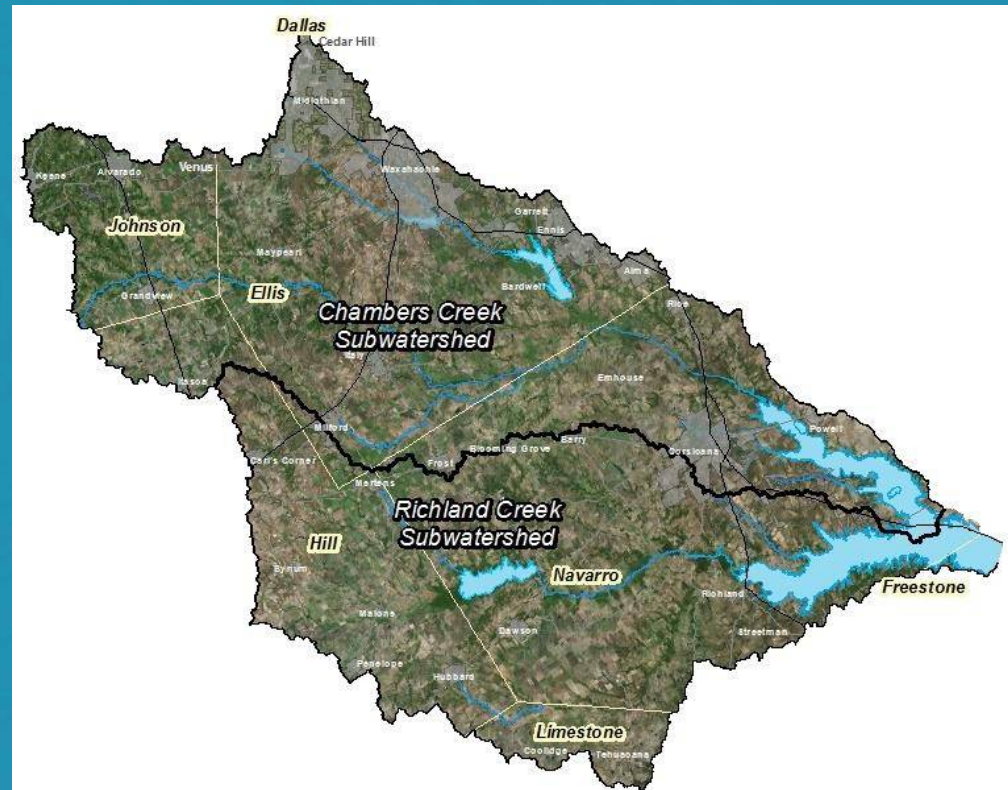 Dallas
Cedar Hill
Midlothian
Keene
Alvarado
Venus
Waxahachie
Johnson
Garrett
Ennis
Maypearl
Alma
Grandview
Ellis
Bardwell
Rice
Chambers Creek
Subwatershed
Italy
Itasca
Emhouse
Milford
Powell
Blooming Grove
Barry
Corsicana
Carl's Corner
Frost
Mertens
Richland Creek
Subwatershed
Hill
Bynum
Navarro
Freestone
Richland
Malone
Dawson
Streetman
Penelope
Hubbard
Limestone
Coolidge
Tehuacana